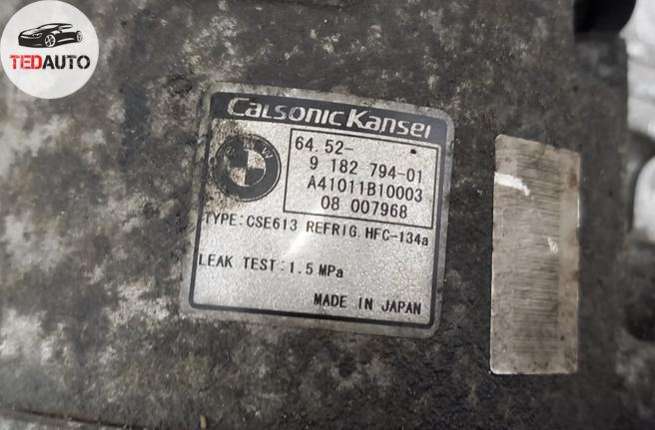 TEDAUTO
CalsonicKansei
64.52-
9 182 794-01
A41011B10003
08 007968
TYPE:CSE613 REFRIG.HFC-134a
LEAK TEST:1.5 MPa
MADE IN JAPAN